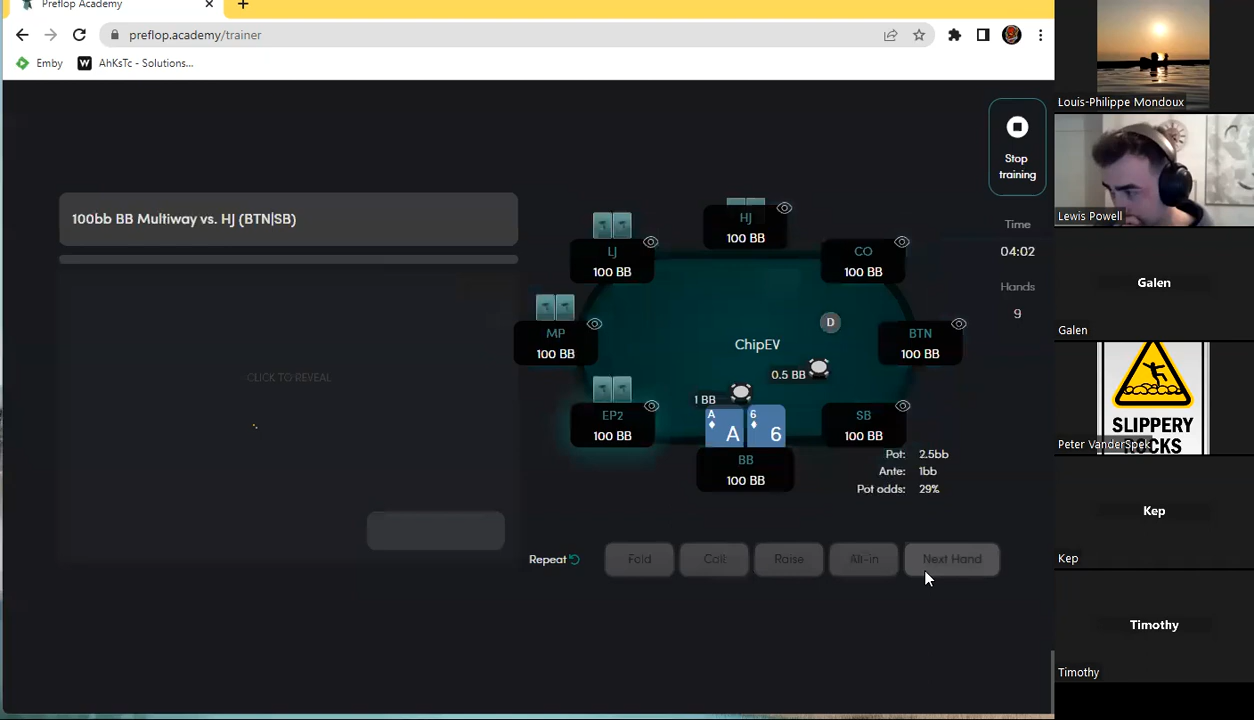 Preflop Academy
preflop.academy/trainer
Emby
AhKsTc - Solutions...
100bb BB Multiway vs. HJ (BTN|SB)
CLICK TO REVEAL
HJ
100 BB
LJ
100 BB
CO
100 BB
MP
100 BB
BTN
100 BB
EP2
100 BB
SB
100 BB
BB
100 BB
D
ChipEV
0.5 BB
1 BB
A
A
6
6
Pot: 2.5bb
Ante: 1bb
Pot odds: 29%
Repeat
Fold
Call
Raise
All-in
Next Hand
Stop
training
Time
04:02
Hands
9
Louis-Philippe Mondoux
Lewis Powell
Galen
Galen
SLIPPERY
ROCKS
Peter VanderSpek
Kep
Kep
Timothy
Timothy